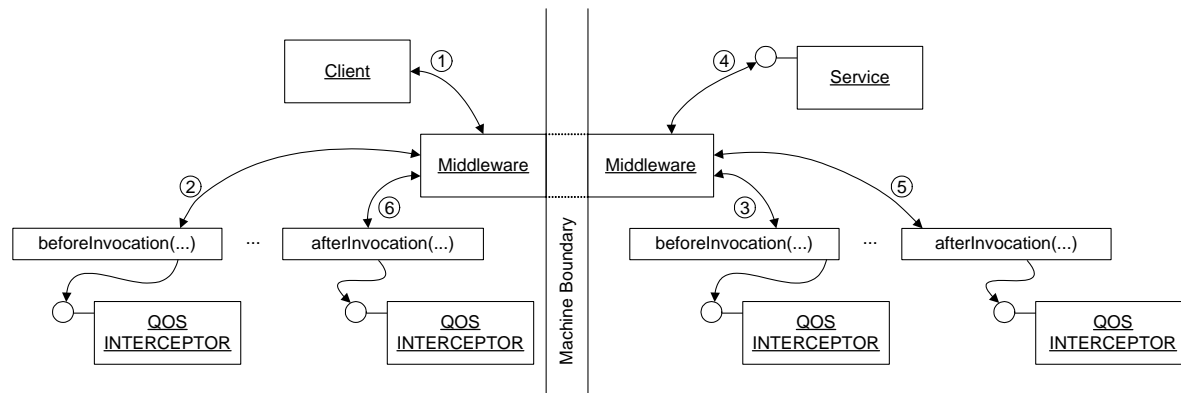 ①
Client
④
Service
Middleware
Middleware
②
⑥
③
⑤
beforeInvocation(...)
...
afterInvocation(...)
beforeInvocation(...)
...
afterInvocation(...)
Machine Boundary
QOS
INTERCEPTOR
QOS
INTERCEPTOR
QOS
INTERCEPTOR
QOS
INTERCEPTOR